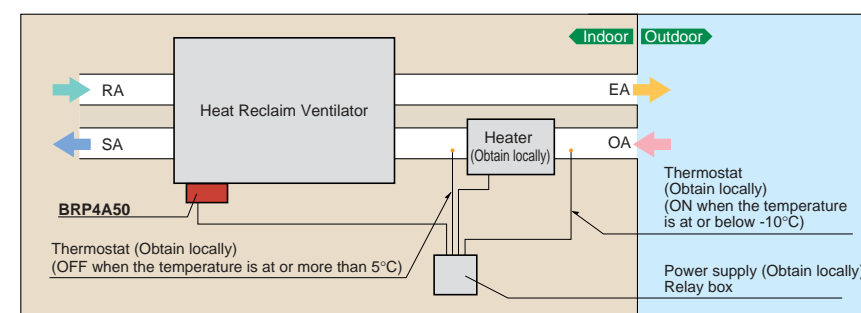 Indoor Outdoor
RA
EA
Heat Reclaim Ventilator
SA
Heater
(Obtain locally)
OA
Thermostat
(Obtain locally)
(ON when the temperature
is at or below -10°C)
BRP4A50
Thermostat (Obtain locally)
(OFF when the temperature is at or more than 5°C)
Power supply (Obtain locally)
Relay box